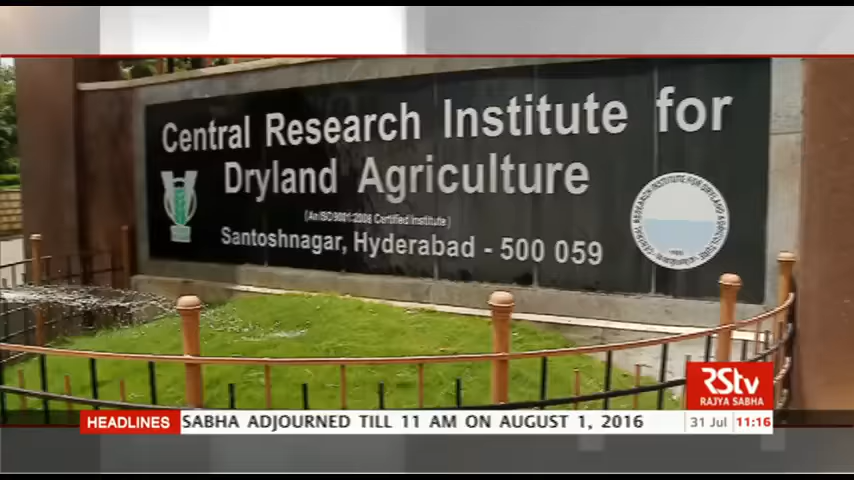 Central Research Institute for
Dryland Agriculture
(An ISO 9001:2008 Certified Institute)
Santoshnagar, Hyderabad - 500 059
RStv
RAJYA SABHA
HEADLINES
SABHA ADJOURNED TILL 11 AM ON AUGUST 1, 2016
31 Jul
11:16